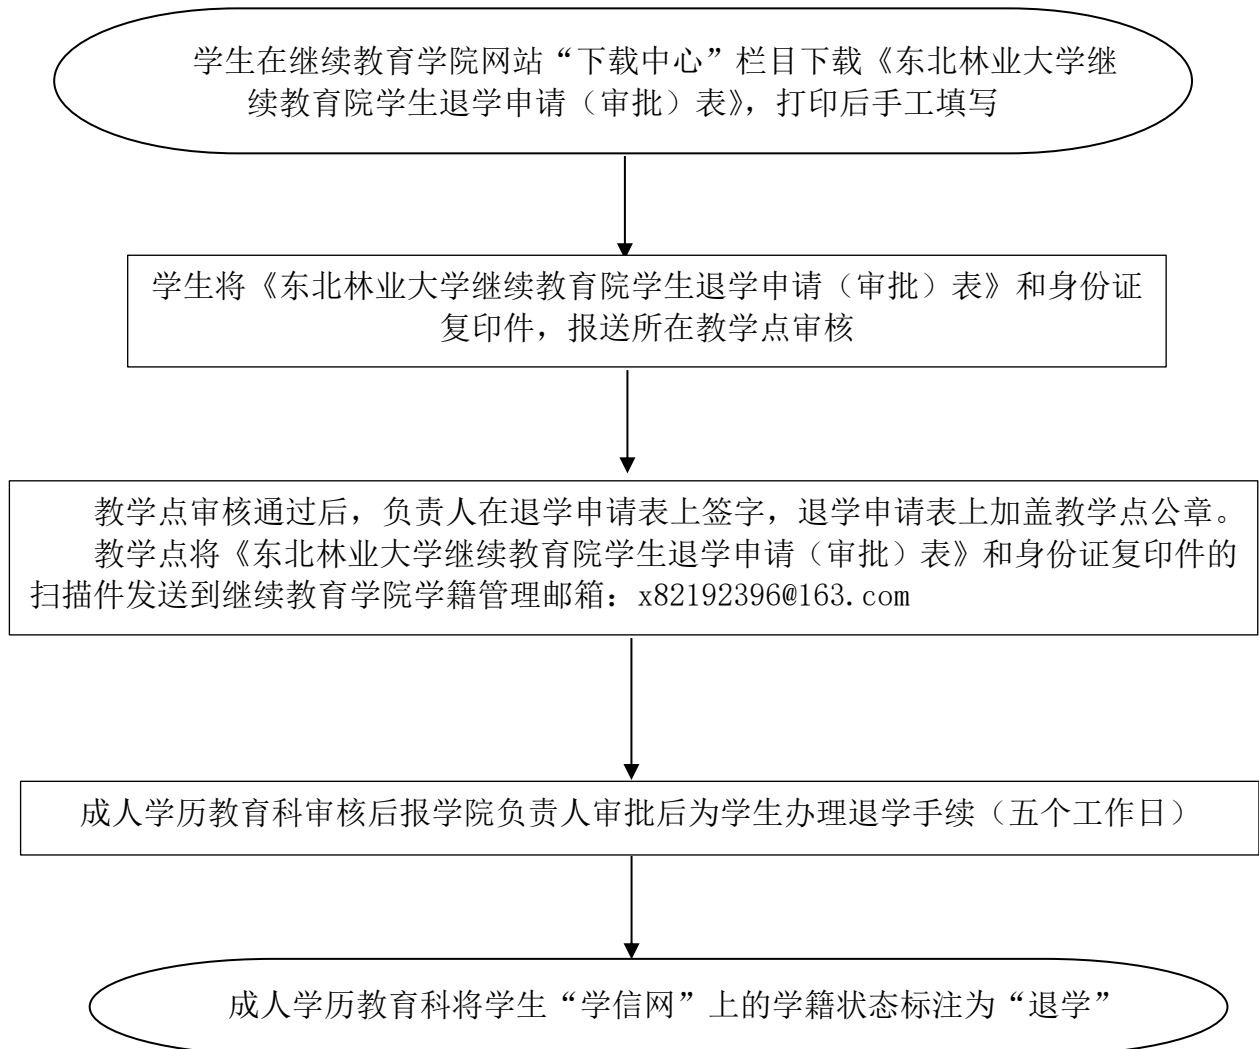 学生在继续教育学院网站“下载中心”栏目下载《东北林业大学继
续教育院学生退学申请（审批）表》，打印后手工填写
学生将《东北林业大学继续教育院学生退学申请（审批）表》和身份证
复印件，报送所在教学点审核
教学点审核通过后，负责人在退学申请表上签字，退学申请表上加盖教学点公章。
教学点将《东北林业大学继续教育院学生退学申请（审批）表》和身份证复印件的
扫描件发送到继续教育学院学籍管理邮箱：x82192396@163.com
成人学历教育科审核后报学院负责人审批后为学生办理退学手续（五个工作日）
成人学历教育科将学生“学信网”上的学籍状态标注为“退学”